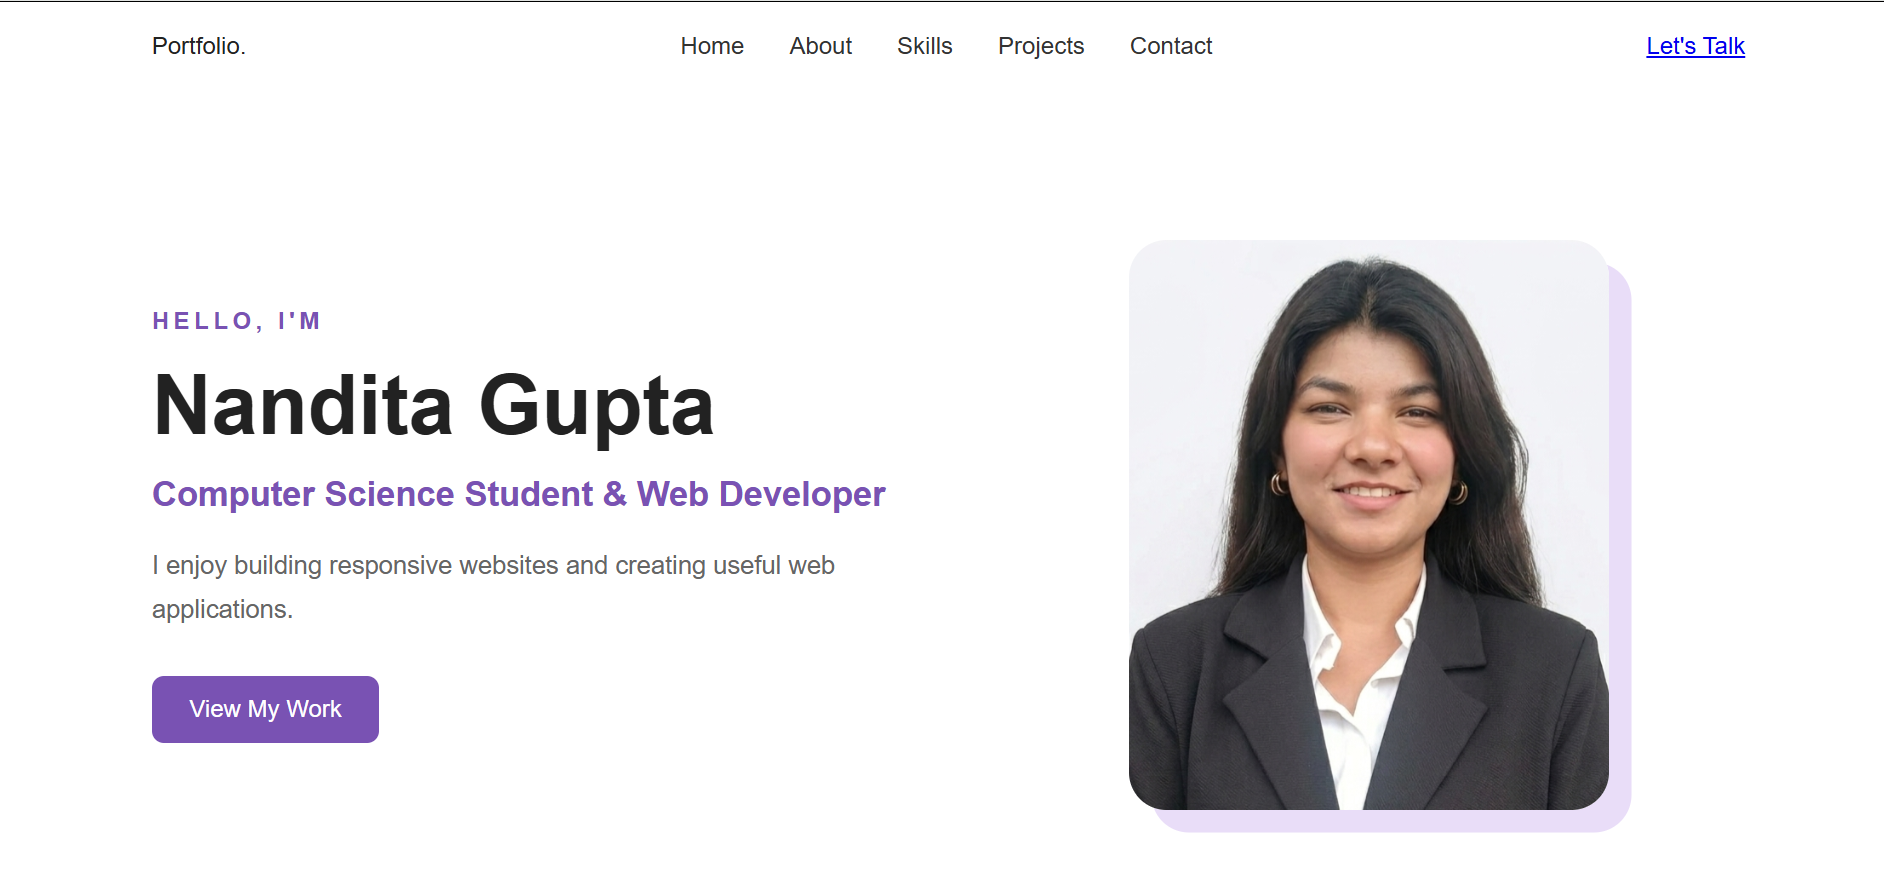 Portfolio.
Home About Skills Projects Contact
Let's Talk
HELLO, I'M
Nandita Gupta
Computer Science Student & Web Developer
I enjoy building responsive websites and creating useful web
applications.
View My Work